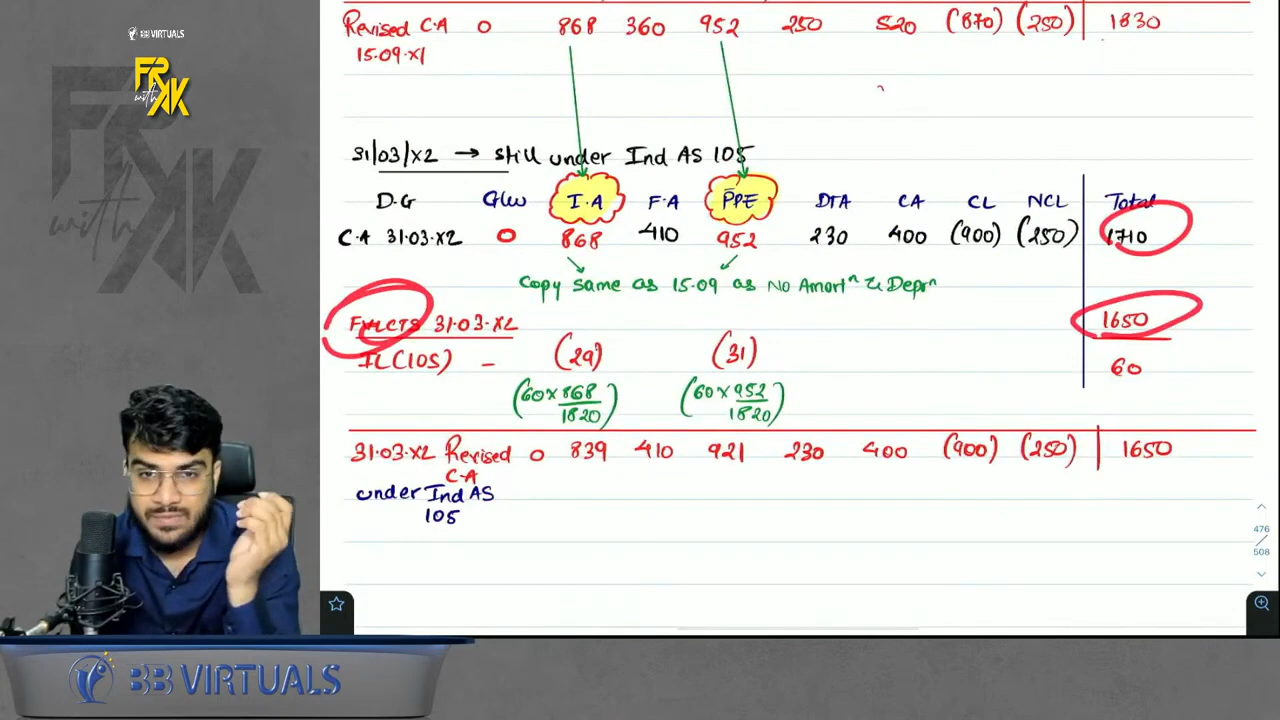 BB VIRTUALS
FR
with
AK
Revised C.A 0 868 360 952 250 520 (870) (250) 1830
15.09.X1
31/03/X2 → still under Ind AS 105
D.G Glw I.A F.A PPE DTA CA CL NCL Total
C.A 31.03.X2 0 868 410 952 230 400 (900) (250) 1710
Copy same as 15.09 as No Amortⁿ & Deprⁿ
FVLCTS 31.03.X2 1650
IL(105) - (29) (31) 60
(60 × 868/1820) (60 × 952/1820)
31.03.X2 Revised 0 839 410 921 230 400 (900) (250) 1650
C.A
under Ind AS
105
476
/
508
BB VIRTUALS